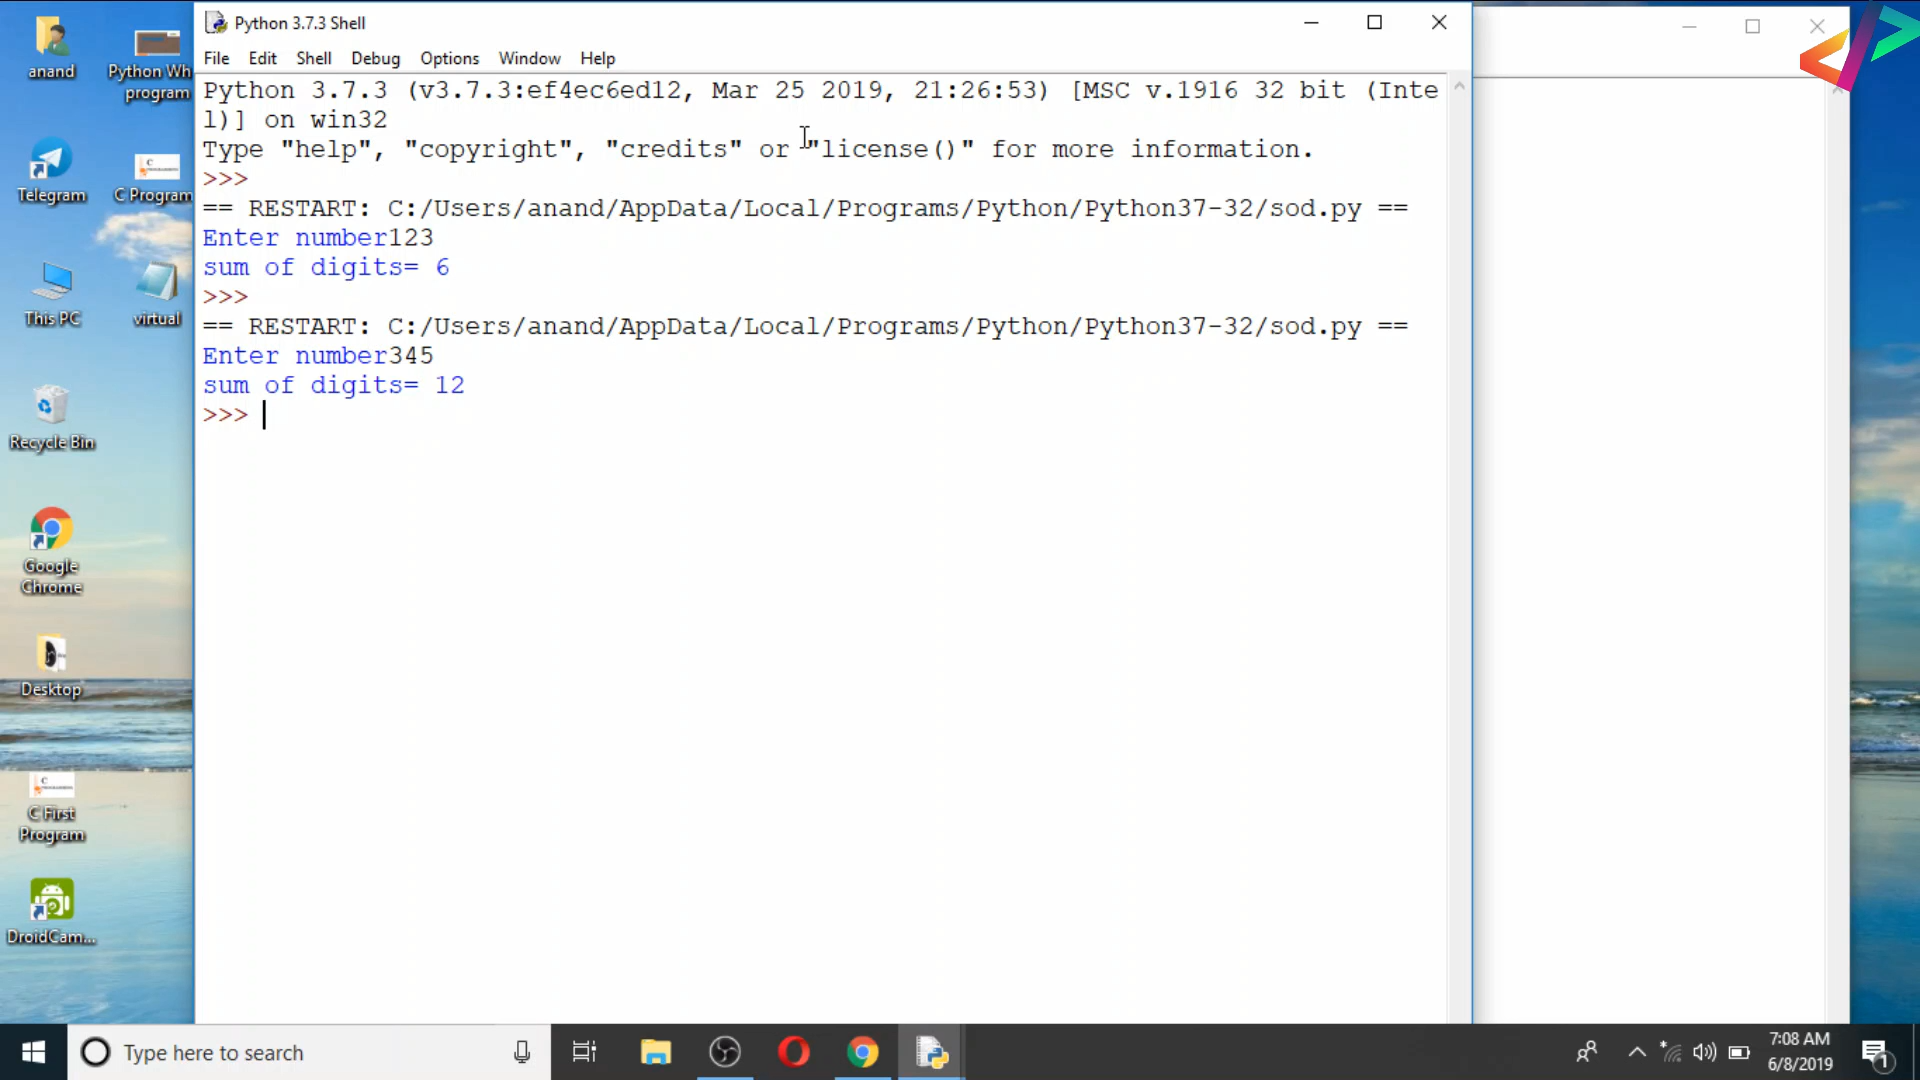 Python 3.7.3 Shell
File Edit Shell Debug Options Window Help
Python 3.7.3 (v3.7.3:ef4ec6ed12, Mar 25 2019, 21:26:53) [MSC v.1916 32 bit (Inte
l)] on win32
Type "help", "copyright", "credits" or "license()" for more information.
>>>
== RESTART: C:/Users/anand/AppData/Local/Programs/Python/Python37-32/sod.py ==
Enter number123
sum of digits= 6
>>>
== RESTART: C:/Users/anand/AppData/Local/Programs/Python/Python37-32/sod.py ==
Enter number345
sum of digits= 12
>>>
anand
Python Wh
program
Telegram
C Program
This PC
virtual
Recycle Bin
Google
Chrome
Desktop
C First
Program
DroidCam...
Type here to search
7:08 AM
6/8/2019
1